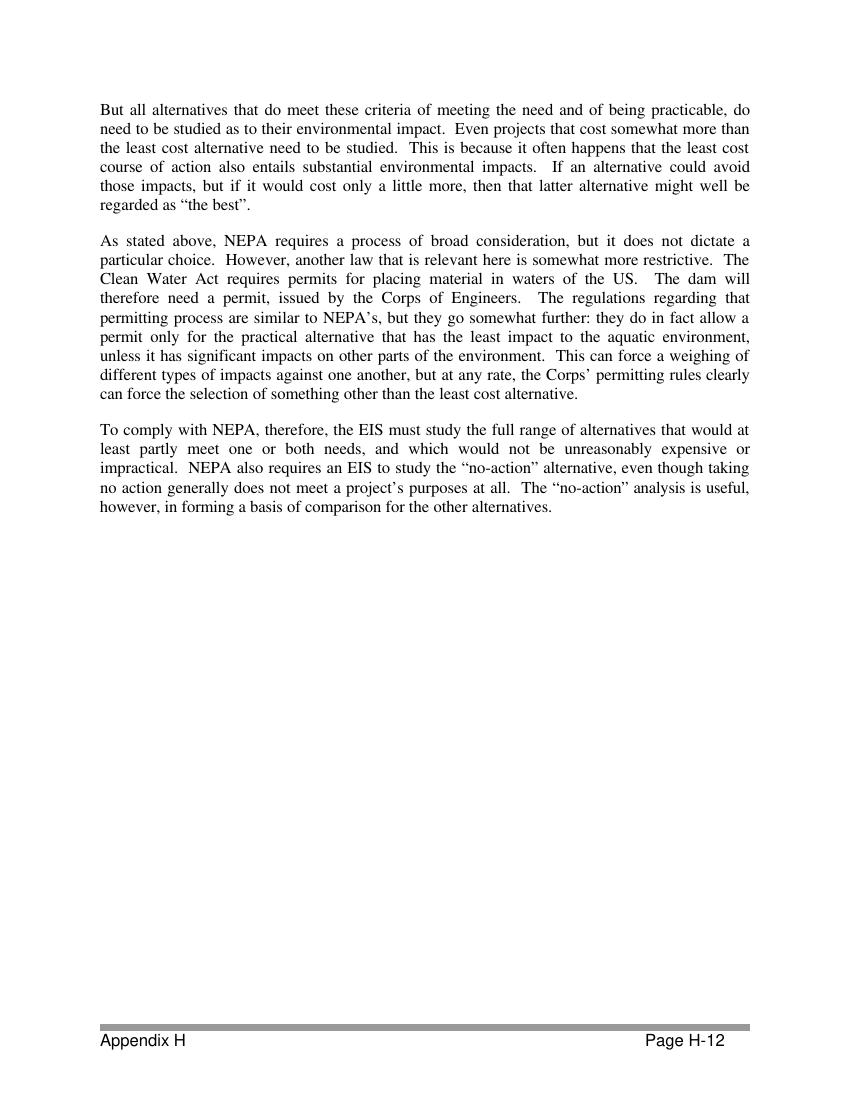 But all alternatives that do meet these criteria of meeting the need and of being practicable, do
need to be studied as to their environmental impact.  Even projects that cost somewhat more than
the least cost alternative need to be studied.  This is because it often happens that the least cost
course of action also entails substantial environmental impacts.  If an alternative could avoid
those impacts, but if it would cost only a little more, then that latter alternative might well be
regarded as “the best”.
As stated above, NEPA requires a process of broad consideration, but it does not dictate a
particular choice.  However, another law that is relevant here is somewhat more restrictive.  The
Clean Water Act requires permits for placing material in waters of the US.  The dam will
therefore need a permit, issued by the Corps of Engineers.  The regulations regarding that
permitting process are similar to NEPA’s, but they go somewhat further: they do in fact allow a
permit only for the practical alternative that has the least impact to the aquatic environment,
unless it has significant impacts on other parts of the environment.  This can force a weighing of
different types of impacts against one another, but at any rate, the Corps’ permitting rules clearly
can force the selection of something other than the least cost alternative.
To comply with NEPA, therefore, the EIS must study the full range of alternatives that would at
least partly meet one or both needs, and which would not be unreasonably expensive or
impractical.  NEPA also requires an EIS to study the “no-action” alternative, even though taking
no action generally does not meet a project’s purposes at all.  The “no-action” analysis is useful,
however, in forming a basis of comparison for the other alternatives.
Appendix H Page H-12